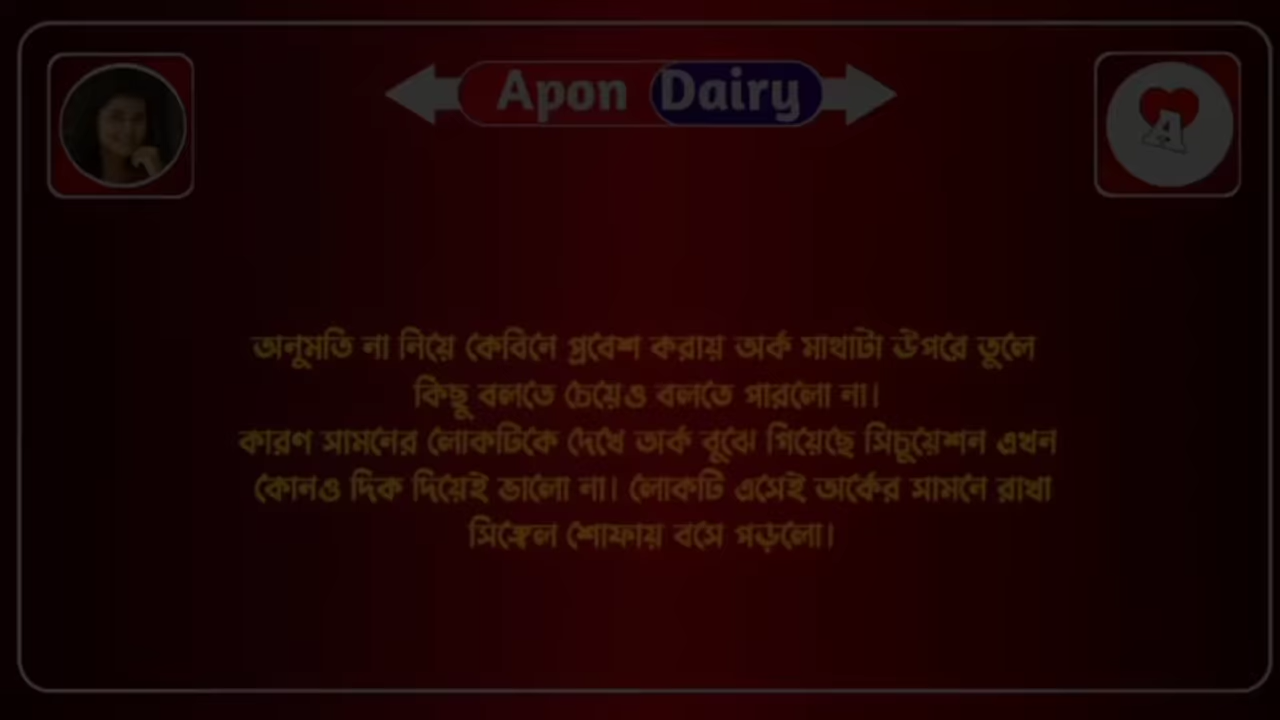 Apon Dairy
A
অনুমতি না নিয়ে কেবিনে প্রবেশ করায় অর্ক মাথাটা উপরে তুলে
কিছু বলতে চেয়েও বলতে পারলো না।
কারণ সামনের লোকটিকে দেখে অর্ক বুঝে গিয়েছে সিচুয়েশন এখন
কোনও দিক দিয়েই ভালো না। লোকটি এসেই অর্কের সামনে রাখা
সিঙ্গেল শোফায় বসে পড়লো।